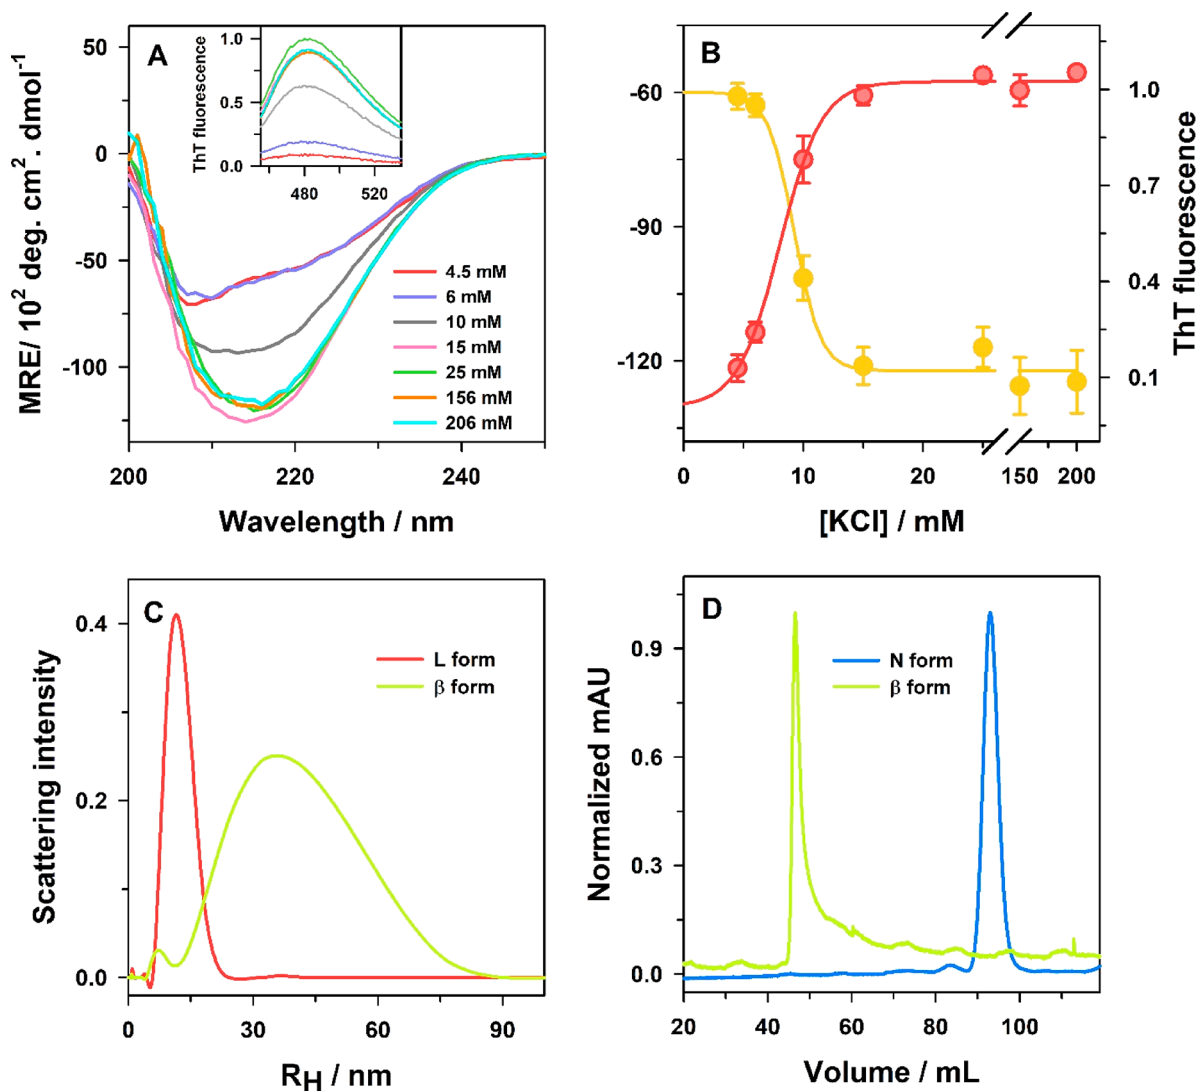 A
MRE/ 10² deg. cm². dmol⁻¹
50
0
-50
-100
200
220
240
Wavelength / nm
ThT fluorescence
1.0
0.5
0.0
480
520
4.5 mM
6 mM
10 mM
15 mM
25 mM
156 mM
206 mM
B
-60
-90
-120
0
10
20
150
200
[KCl] / mM
1.0
0.7
0.4
0.1
ThT fluorescence
C
Scattering intensity
0.4
0.2
0.0
0
30
60
90
R_H / nm
L form
β form
D
Normalized mAU
0.9
0.6
0.3
0.0
20
40
60
80
100
Volume / mL
N form
β form